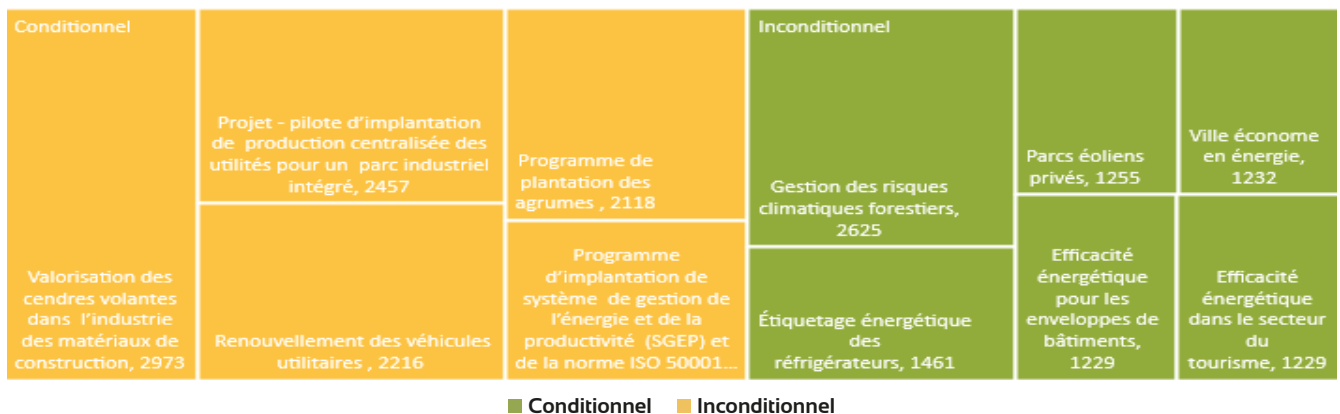 Conditionnel
Valorisation des
cendres volantes
dans l'industrie
des matériaux de
construction, 2973
Projet - pilote d'implantation
de production centralisée des
utilités pour un parc industriel
intégré, 2457
Renouvellement des véhicules
utilitaires , 2216
Programme de
plantation des
agrumes , 2118
Programme
d'implantation de
système de gestion de
l'énergie et de la
productivité (SGEP) et
de la norme ISO 50001...
Inconditionnel
Gestion des risques
climatiques forestiers,
2625
Étiquetage énergétique
des
réfrigérateurs, 1461
Parcs éoliens
privés, 1255
Ville économe
en énergie,
1232
Efficacité
énergétique
pour les
enveloppes de
bâtiments,
1229
Efficacité
énergétique
dans le secteur
du
tourisme, 1229
Conditionnel Inconditionnel